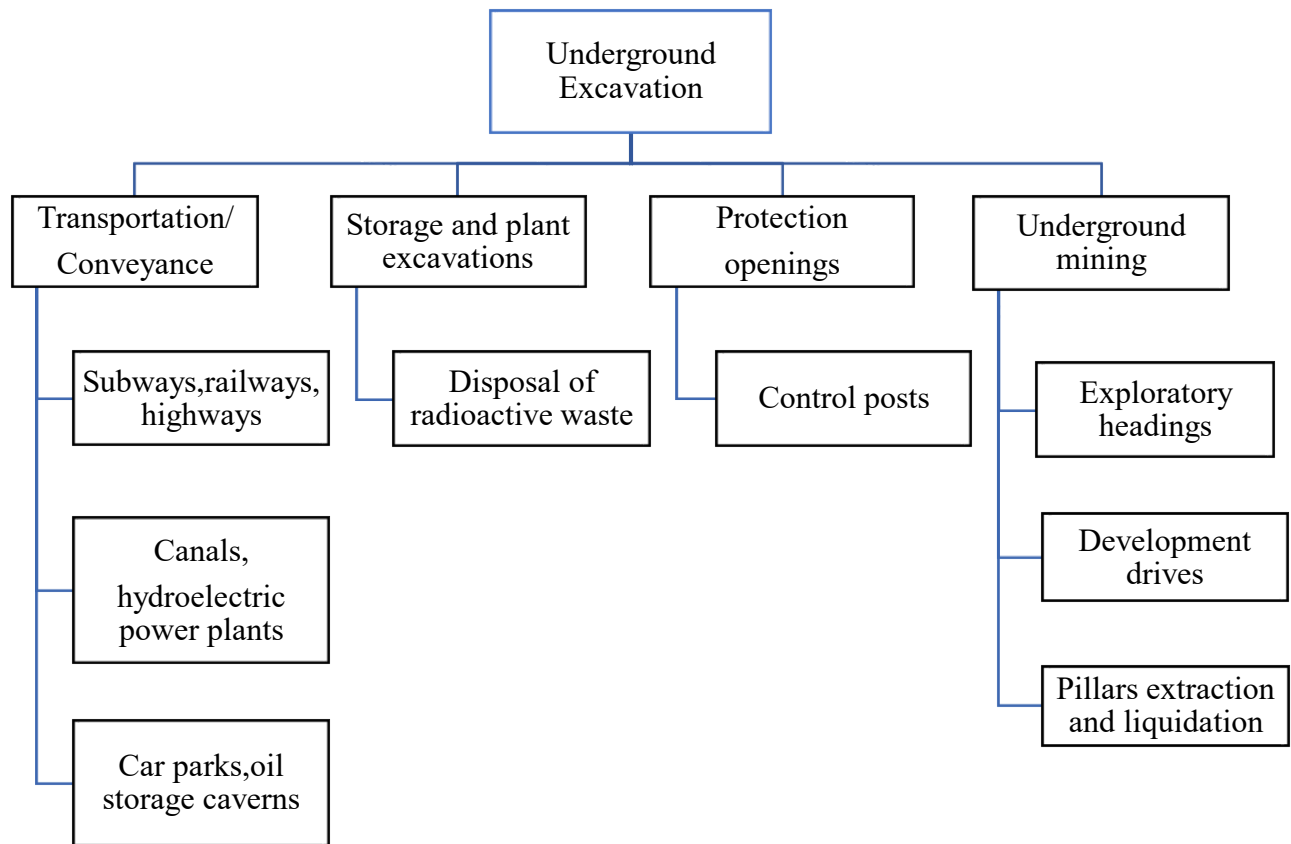 Underground
Excavation
Transportation/
Conveyance
Storage and plant
excavations
Protection
openings
Underground
mining
Subways,railways,
highways
Canals,
hydroelectric
power plants
Car parks,oil
storage caverns
Disposal of
radioactive waste
Control posts
Exploratory
headings
Development
drives
Pillars extraction
and liquidation